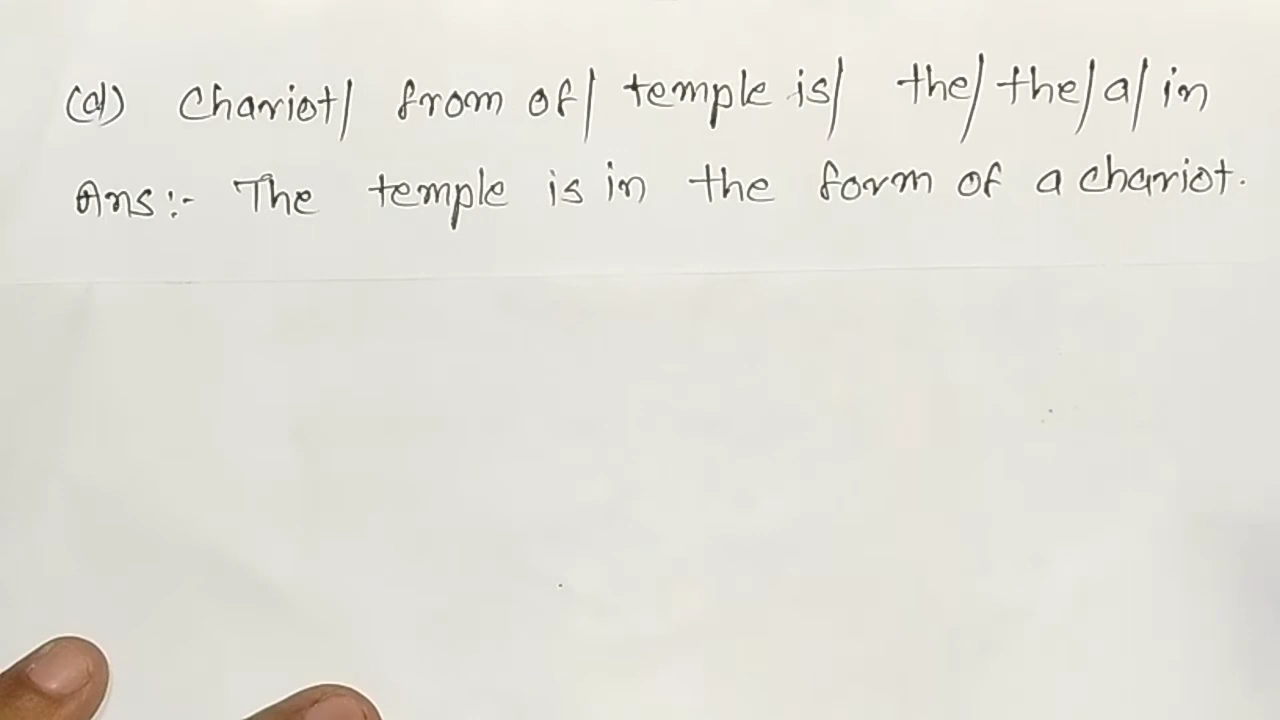 (d) Chariot/ from of/ temple is/ the/ the/ a/ in
Ans:- The temple is in the form of a chariot.